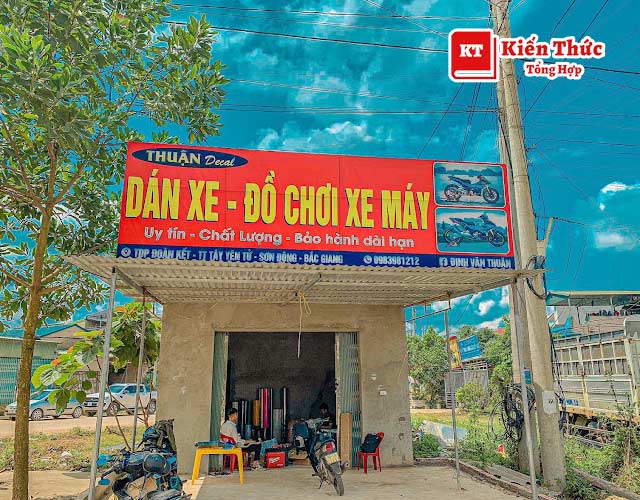 KT Kiến Thức
Tổng Hợp
THUẬN Decal
DÁN XE - ĐỒ CHƠI XE MÁY
Uy tín - Chất Lượng - Bảo hành dài hạn
TDP ĐOÀN KẾT - TT TÂY YÊN TỬ - SƠN ĐỘNG, BẮC GIANG 0983981212 ĐINH VĂN THUẬN